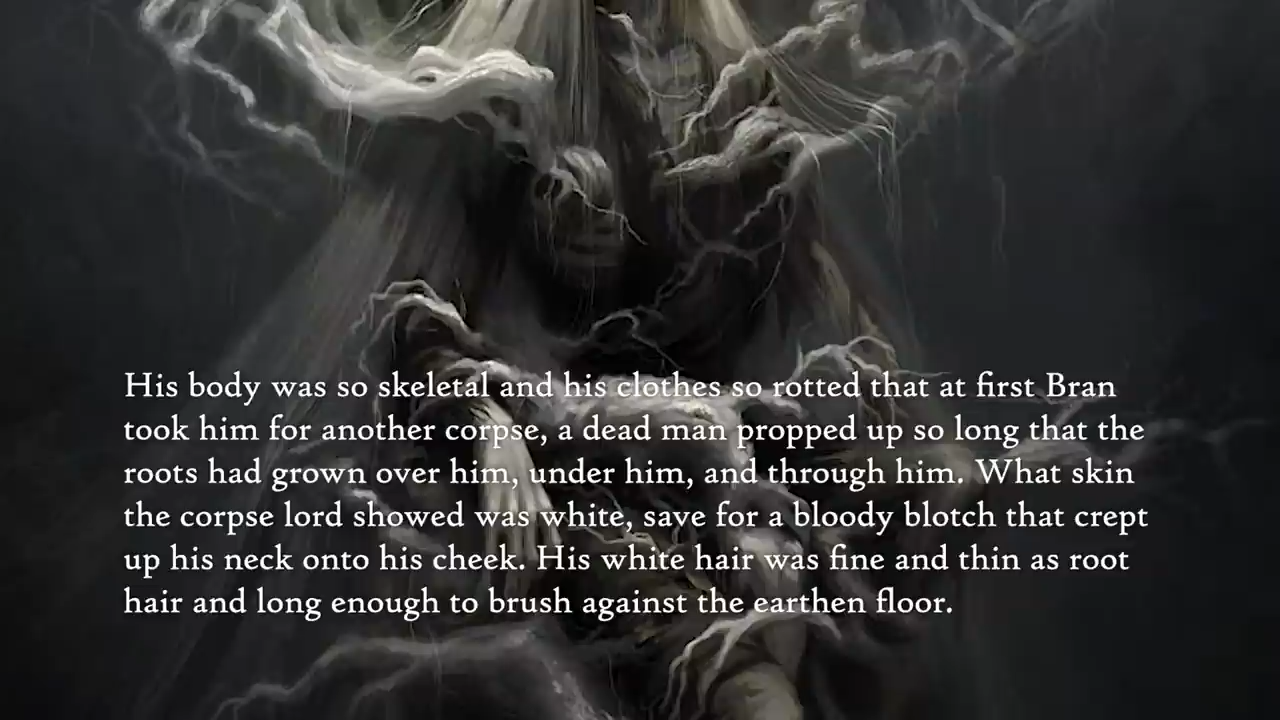 His body was so skeletal and his clothes so rotted that at first Bran
took him for another corpse, a dead man propped up so long that the
roots had grown over him, under him, and through him. What skin
the corpse lord showed was white, save for a bloody blotch that crept
up his neck onto his cheek. His white hair was fine and thin as root
hair and long enough to brush against the earthen floor.